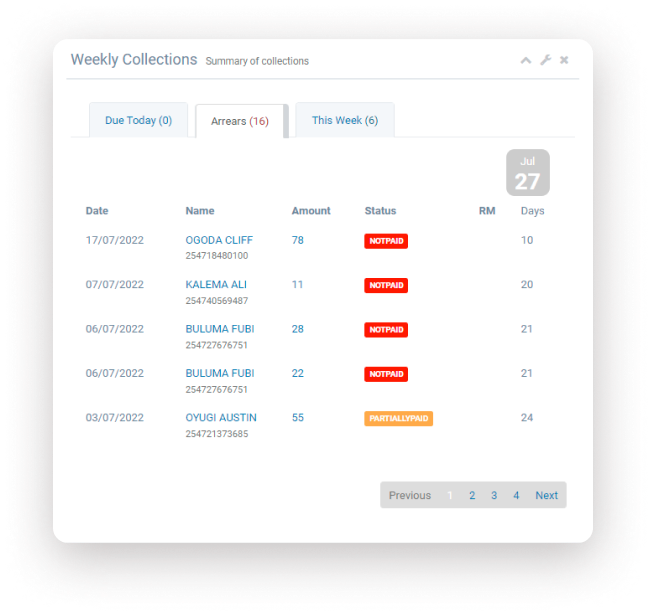 Weekly Collections Summary of collections
Due Today (0) Arrears (16) This Week (6)
Jul
27
Date Name Amount Status RM Days
17/07/2022 OGODA CLIFF 78 NOTPAID 10
254718480100
07/07/2022 KALEMA ALI 11 NOTPAID 20
254740569487
06/07/2022 BULUMA FUBI 28 NOTPAID 21
254727676751
06/07/2022 BULUMA FUBI 22 NOTPAID 21
254727676751
03/07/2022 OYUGI AUSTIN 55 PARTIALLYPAID 24
254721373685
Previous 1 2 3 4 Next